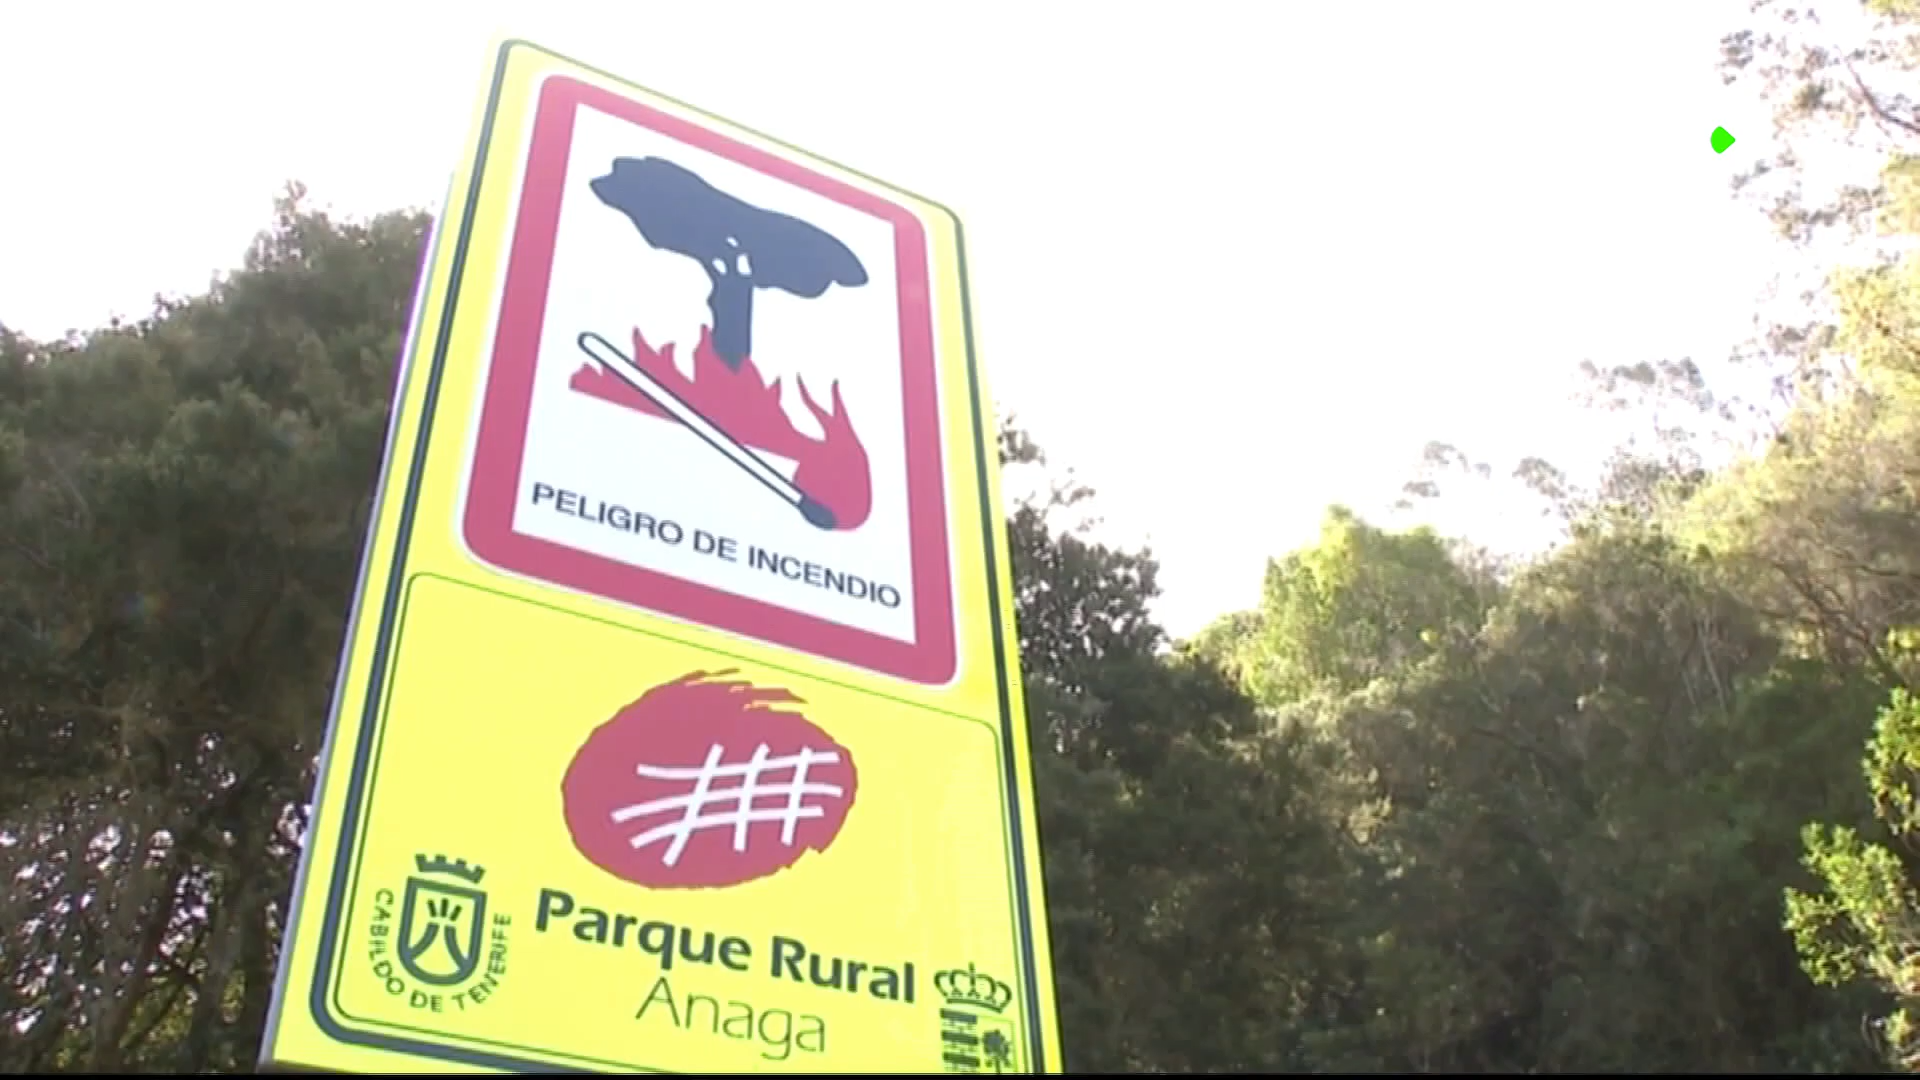 PELIGRO DE INCENDIO
CABILDO DE TENERIFE
Parque Rural
Anaga